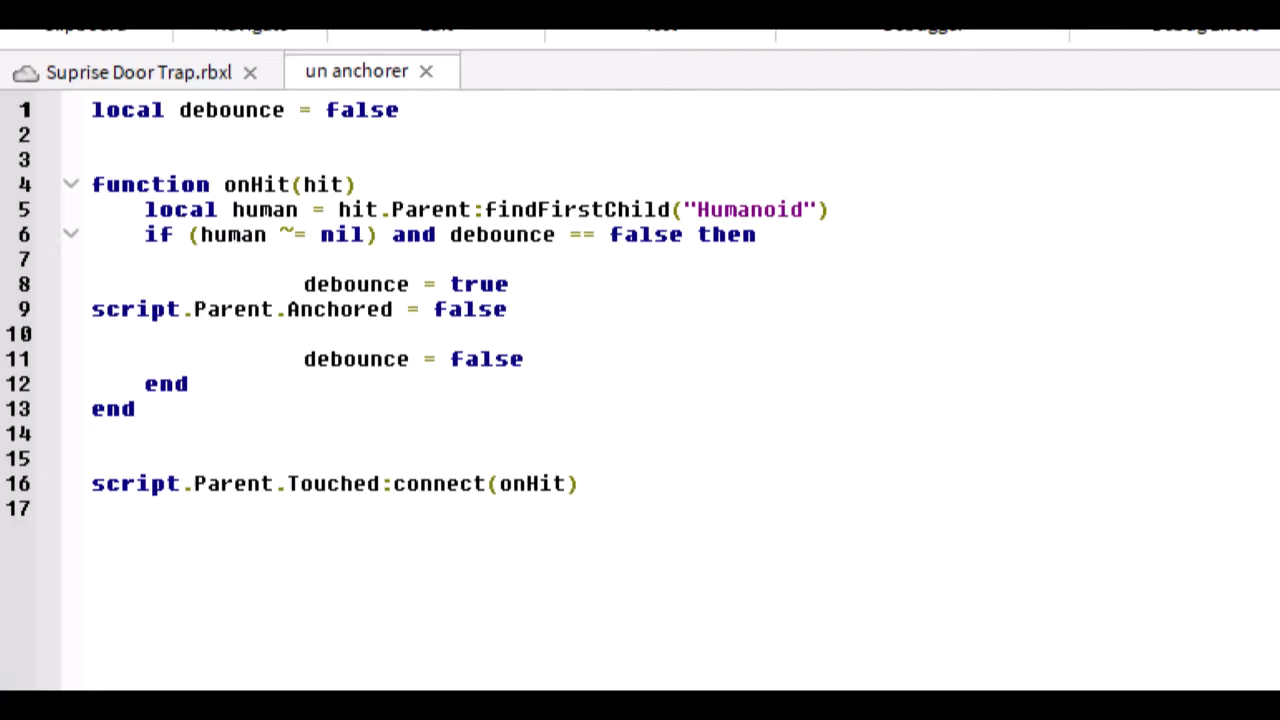 Suprise Door Trap.rbxl
un anchorer
1 local debounce = false
2
3
4 function onHit(hit)
5 local human = hit.Parent:findFirstChild("Humanoid")
6 if (human ~= nil) and debounce == false then
7
8 debounce = true
9 script.Parent.Anchored = false
10
11 debounce = false
12 end
13 end
14
15
16 script.Parent.Touched:connect(onHit)
17